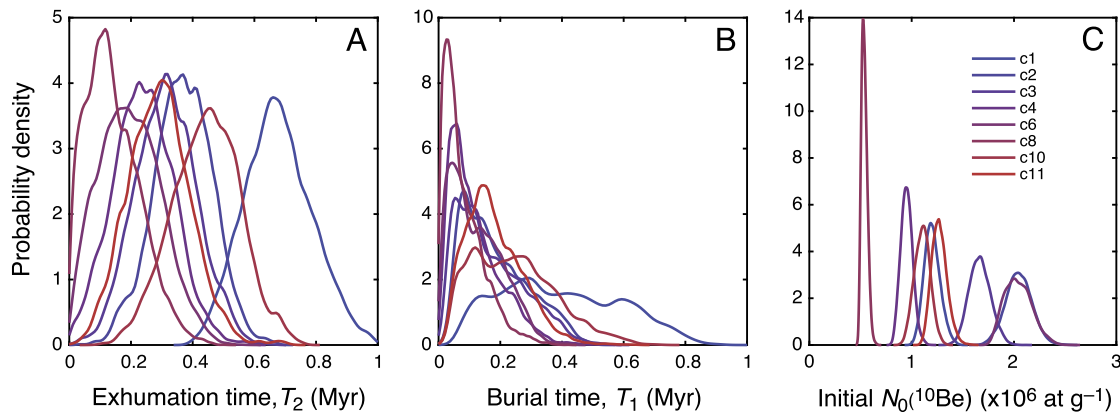 Probability density
5
4
3
2
1
0
A
0 0.2 0.4 0.6 0.8 1
Exhumation time, T2 (Myr)
10
8
6
4
2
0
B
0 0.2 0.4 0.6 0.8 1
Burial time, T1 (Myr)
14
12
10
8
6
4
2
0
C
c1
c2
c3
c4
c6
c8
c10
c11
0 1 2 3
Initial N0(10Be) (x10⁶ at g⁻¹)